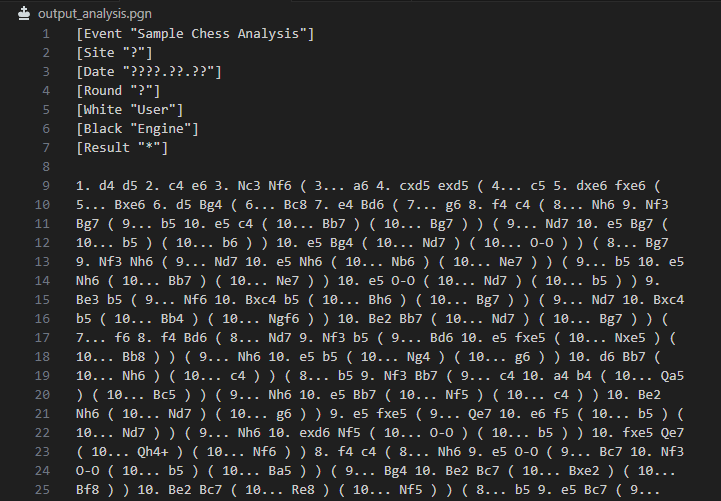 output_analysis.pgn
1 [Event "Sample Chess Analysis"]
2 [Site "?"]
3 [Date "????.??.??"]
4 [Round "?"]
5 [White "User"]
6 [Black "Engine"]
7 [Result "*"]
8
9 1. d4 d5 2. c4 e6 3. Nc3 Nf6 ( 3... a6 4. cxd5 exd5 ( 4... c5 5. dxe6 fxe6 (
10 5... Bxe6 6. d5 Bg4 ( 6... Bc8 7. e4 Bd6 ( 7... g6 8. f4 c4 ( 8... Nh6 9. Nf3
11 Bg7 ( 9... b5 10. e5 c4 ( 10... Bb7 ) ( 10... Bg7 ) ) ( 9... Nd7 10. e5 Bg7 (
12 10... b5 ) ( 10... b6 ) ) 10. e5 Bg4 ( 10... Nd7 ) ( 10... O-O ) ) ( 8... Bg7
13 9. Nf3 Nh6 ( 9... Nd7 10. e5 Nh6 ( 10... Nb6 ) ( 10... Ne7 ) ) ( 9... b5 10. e5
14 Nh6 ( 10... Bb7 ) ( 10... Ne7 ) ) 10. e5 O-O ( 10... Nd7 ) ( 10... b5 ) ) 9.
15 Be3 b5 ( 9... Nf6 10. Bxc4 b5 ( 10... Bh6 ) ( 10... Bg7 ) ) ( 9... Nd7 10. Bxc4
16 b5 ( 10... Bb4 ) ( 10... Ngf6 ) ) 10. Be2 Bb7 ( 10... Nd7 ) ( 10... Bg7 ) ) (
17 7... f6 8. f4 Bd6 ( 8... Nd7 9. Nf3 b5 ( 9... Bd6 10. e5 fxe5 ( 10... Nxe5 ) (
18 10... Bb8 ) ) ( 9... Nh6 10. e5 b5 ( 10... Ng4 ) ( 10... g6 ) ) 10. d6 Bb7 (
19 10... Nh6 ) ( 10... c4 ) ) ( 8... b5 9. Nf3 Bb7 ( 9... c4 10. a4 b4 ( 10... Qa5
20 ) ( 10... Bc5 ) ) ( 9... Nh6 10. e5 Bb7 ( 10... Nf5 ) ( 10... c4 ) ) 10. Be2
21 Nh6 ( 10... Nd7 ) ( 10... g6 ) ) 9. e5 fxe5 ( 9... Qe7 10. e6 f5 ( 10... b5 ) (
22 10... Nd7 ) ) ( 9... Nh6 10. exd6 Nf5 ( 10... O-O ) ( 10... b5 ) ) 10. fxe5 Qe7
23 ( 10... Qh4+ ) ( 10... Nf6 ) ) 8. f4 c4 ( 8... Nh6 9. e5 O-O ( 9... Bc7 10. Nf3
24 O-O ( 10... b5 ) ( 10... Ba5 ) ) ( 9... Bg4 10. Be2 Bc7 ( 10... Bxe2 ) ( 10...
25 Bf8 ) ) 10. Be2 Bc7 ( 10... Re8 ) ( 10... Nf5 ) ) ( 8... b5 9. e5 Bc7 ( 9...